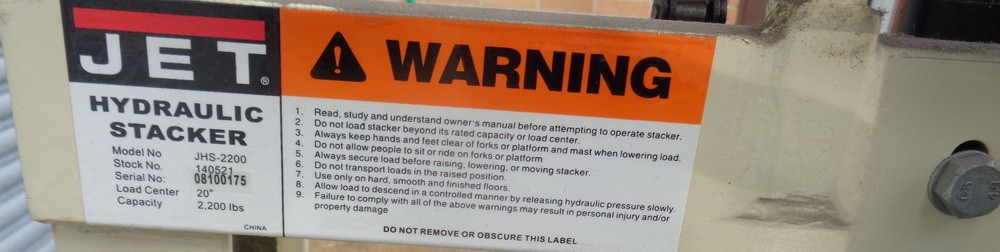 JET®
HYDRAULIC
STACKER
Model No JHS-2200
Stock No. 140521
Serial No: 08100175
Load Center 20"
Capacity 2,200 lbs
CHINA
WARNING
1. Read, study and understand owner's manual before attempting to operate stacker.
2. Do not load stacker beyond its rated capacity or load center.
3. Always keep hands and feet clear of forks or platform and mast when lowering load.
4. Do not allow people to sit or ride on forks or platform
5. Always secure load before raising, lowering, or moving stacker.
6. Do not transport loads in the raised position.
7. Use only on hard, smooth and finished floors.
8. Allow load to descend in a controlled manner by releasing hydraulic pressure slowly.
9. Failure to comply with all of the above warnings may result in personal injury and/or
property damage
DO NOT REMOVE OR OBSCURE THIS LABEL